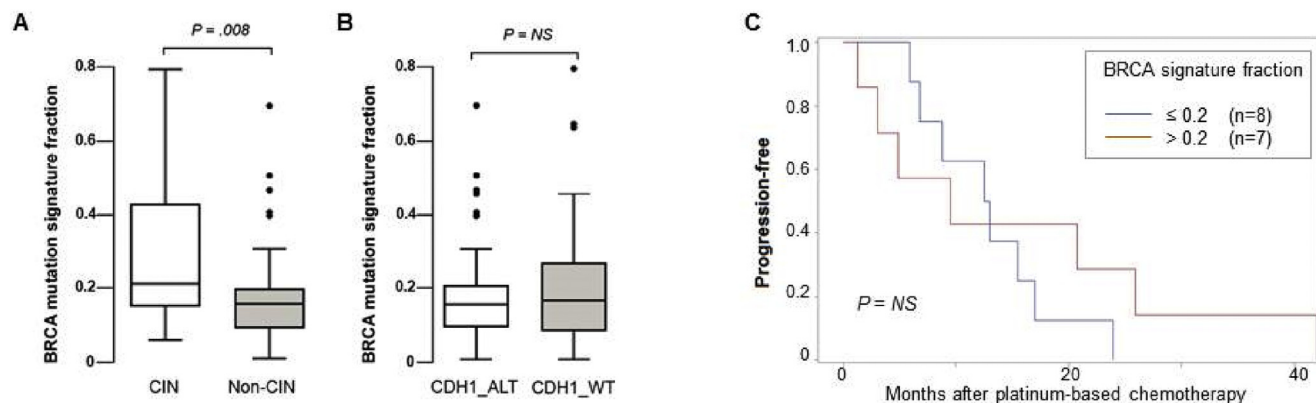 A
P = .008
BRCA mutation signature fraction
0.8
0.6
0.4
0.2
0
CIN
Non-CIN
B
P = NS
BRCA mutation signature fraction
0.8
0.6
0.4
0.2
0
CDH1_ALT
CDH1_WT
C
Progression-free
1.0
0.8
0.6
0.4
0.2
0
BRCA signature fraction
≤ 0.2 (n=8)
> 0.2 (n=7)
P = NS
0
20
40
Months after platinum-based chemotherapy